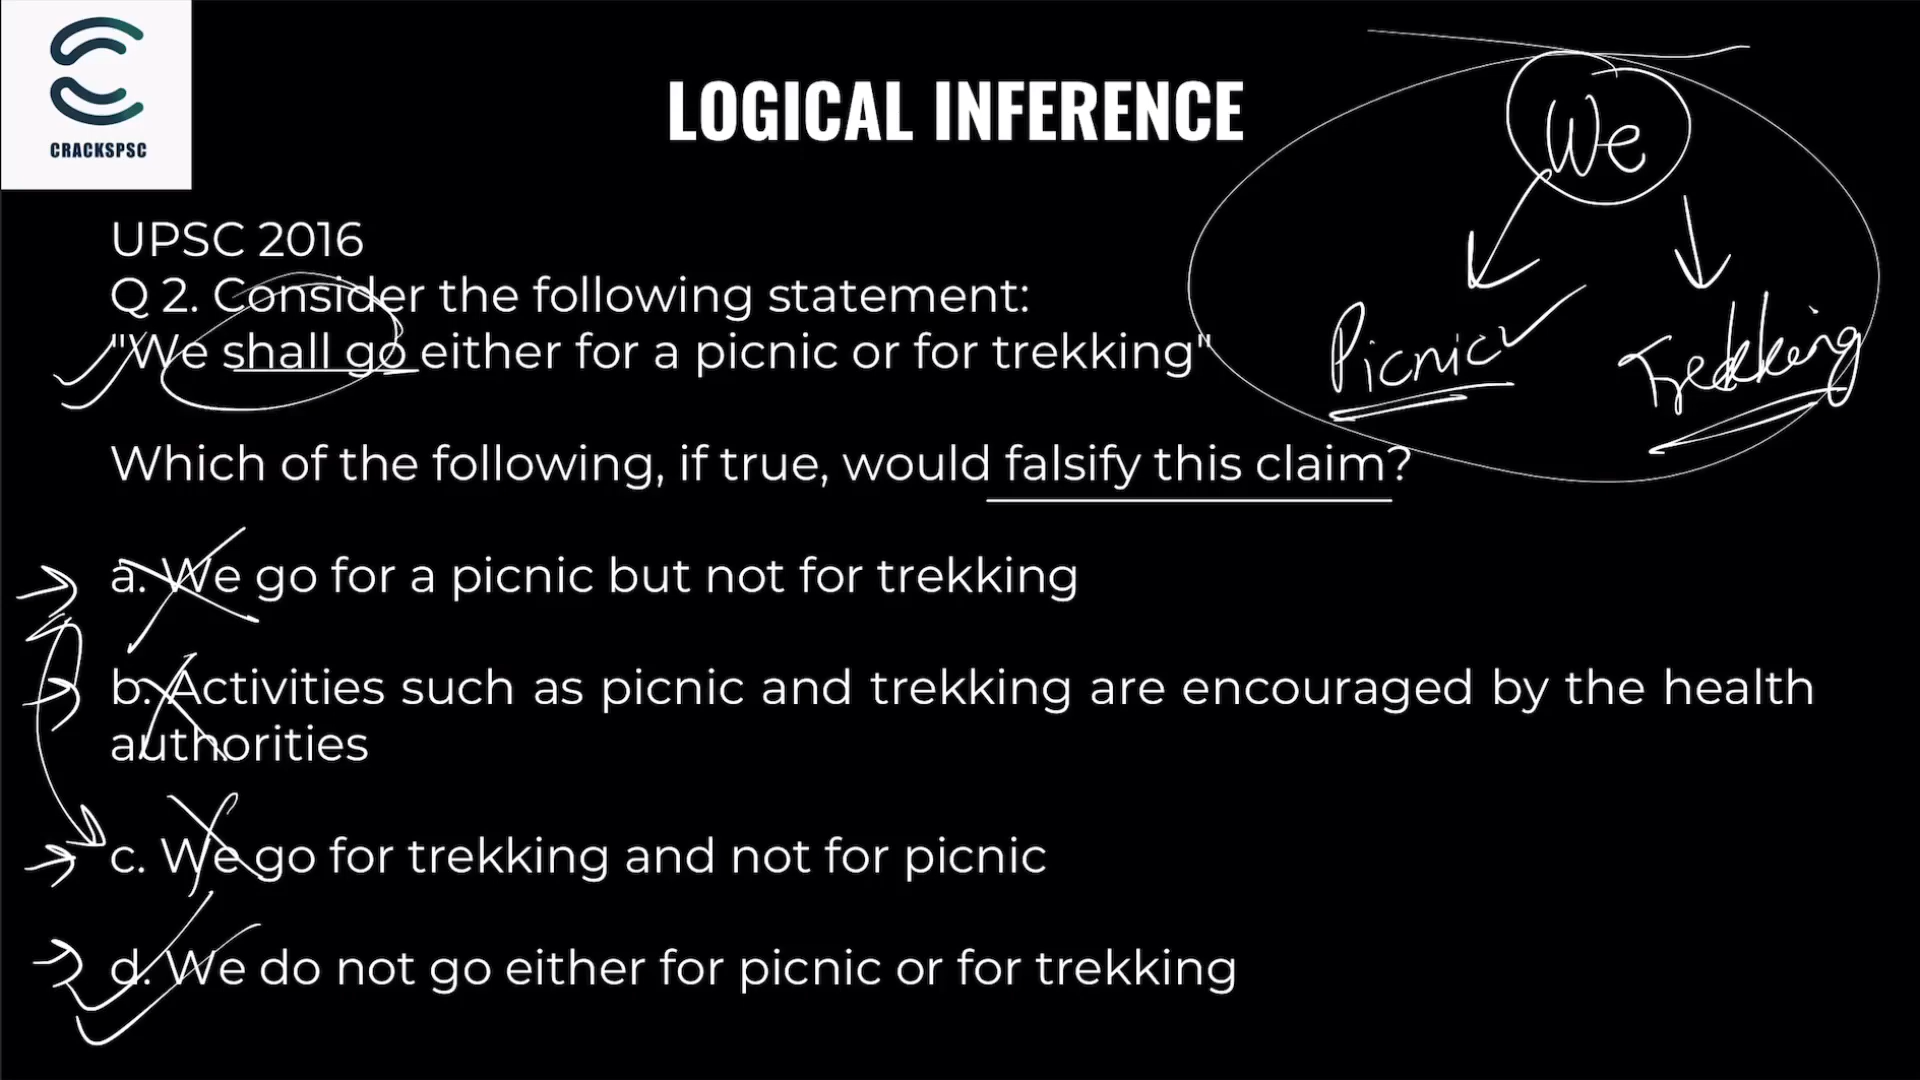 CRACKSPSC
LOGICAL INFERENCE
We
Picnic
Trekking
UPSC 2016
Q 2. Consider the following statement:
"We shall go either for a picnic or for trekking"
Which of the following, if true, would falsify this claim?
a. We go for a picnic but not for trekking
b. Activities such as picnic and trekking are encouraged by the health
authorities
c. We go for trekking and not for picnic
d. We do not go either for picnic or for trekking